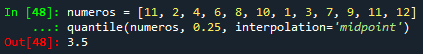 In [48]: numeros = [11, 2, 4, 6, 8, 10, 1, 3, 7, 9, 11, 12]
...: quantile(numeros, 0.25, interpolation='midpoint')
Out[48]: 3.5